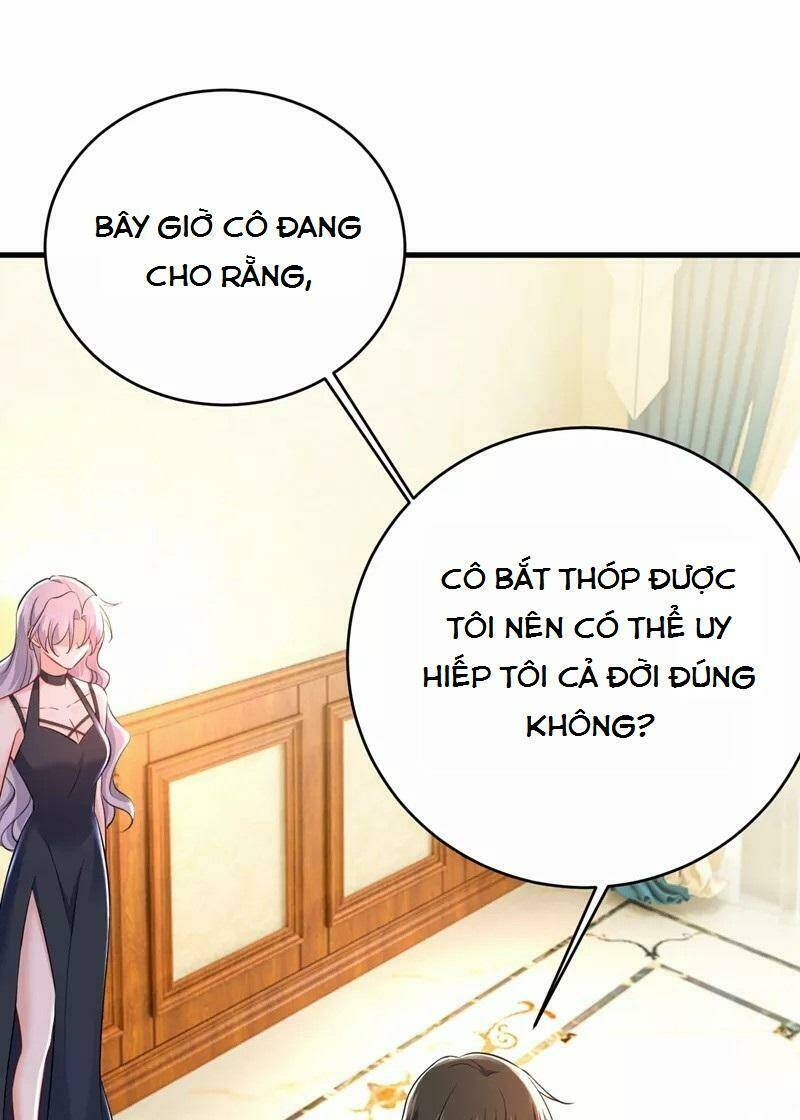 BÂY GIỜ CÔ ĐANG
CHO RẰNG,
CÔ BẮT THÓP ĐƯỢC
TÔI NÊN CÓ THỂ UY
HIẾP TÔI CẢ ĐỜI ĐÚNG
KHÔNG?